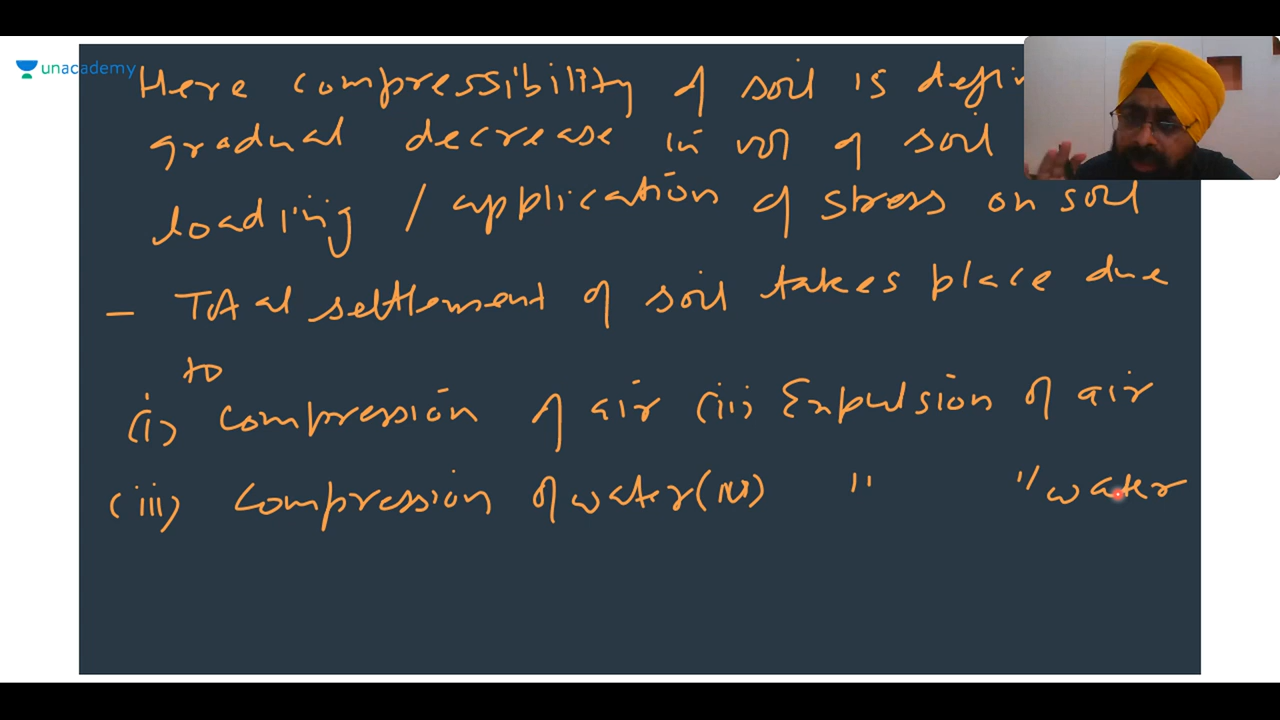 unacademy
Here compressibility of soil is defin
gradual decrease in vol of soil
loading / application of stress on soil
- Total settlement of soil takes place due
to
(i) compression of air (ii) Expulsion of air
(iii) compression of water (iv) " " water